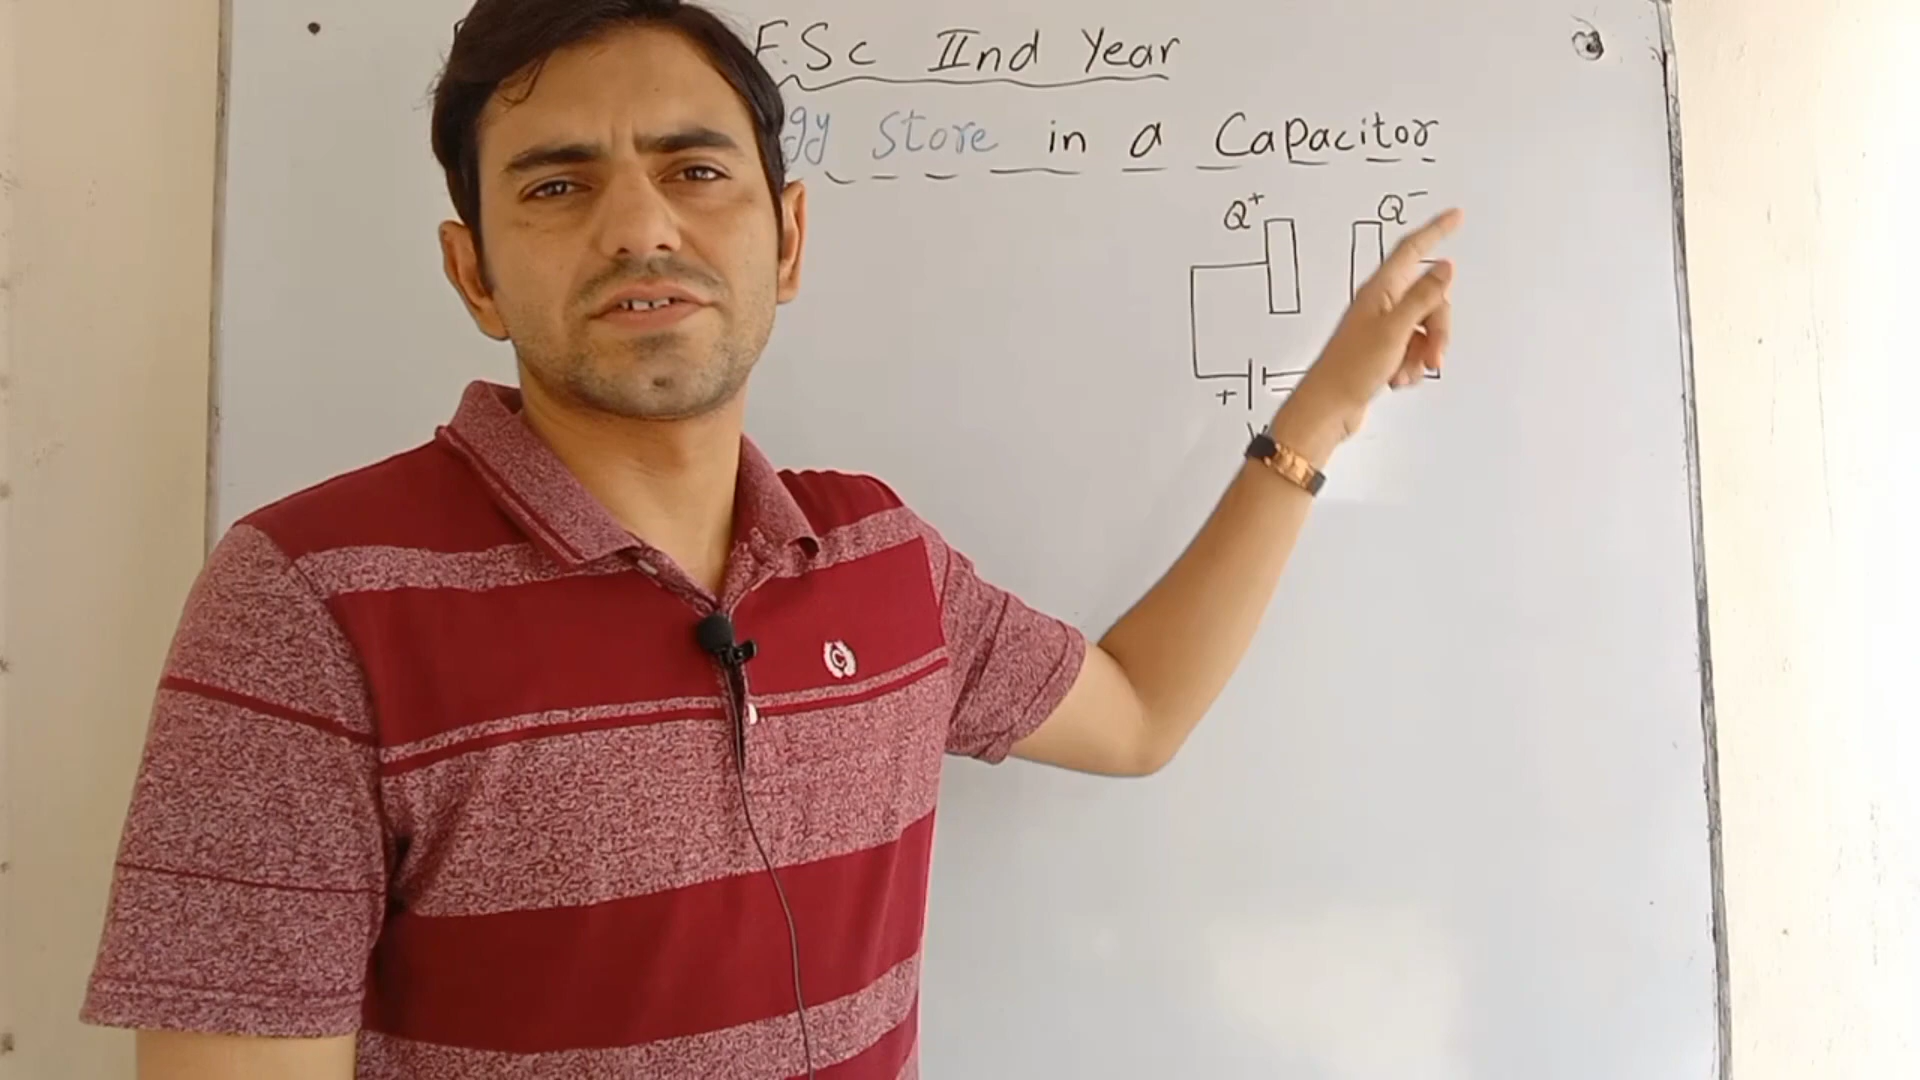 F.Sc IInd Year
Store in a Capacitor
Q+ Q-
+